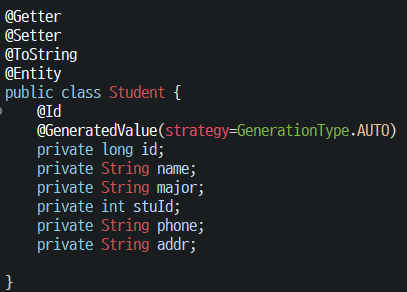 @Getter
@Setter
@ToString
@Entity
public class Student {
    @Id
    @GeneratedValue(strategy=GenerationType.AUTO)
    private long id;
    private String name;
    private String major;
    private int stuId;
    private String phone;
    private String addr;
}